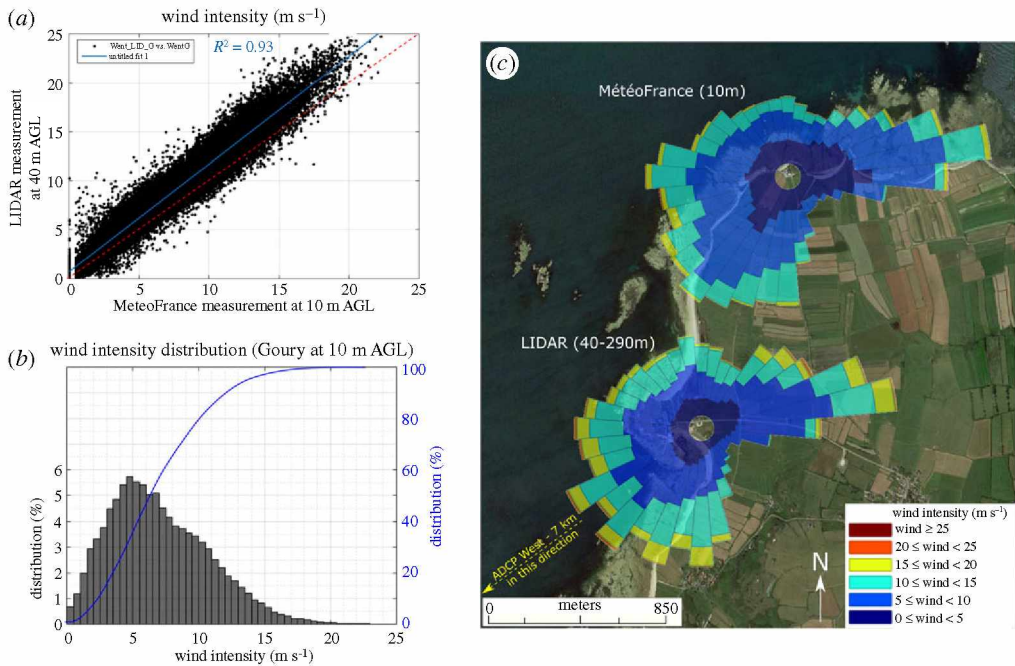 (a)
wind intensity (m s⁻¹)
Went_LID_G vs. WentG
untitled fit 1
R² = 0.93
LIDAR measurement
at 40 m AGL
25
20
15
10
5
0
0 5 10 15 20 25
MeteoFrance measurement at 10 m AGL
(b)
wind intensity distribution (Goury at 10 m AGL)
distribution (%)
6
5
4
3
2
1
0
100
80
60
40
20
0
distribution (%)
0 5 10 15 20 25
wind intensity (m s⁻¹)
(c)
MétéoFrance (10m)
LIDAR (40-290m)
ADCP West - 7 km
in this direction
0 meters 850
N
wind intensity (m s⁻¹)
wind ≥ 25
20 ≤ wind < 25
15 ≤ wind < 20
10 ≤ wind < 15
5 ≤ wind < 10
0 ≤ wind < 5